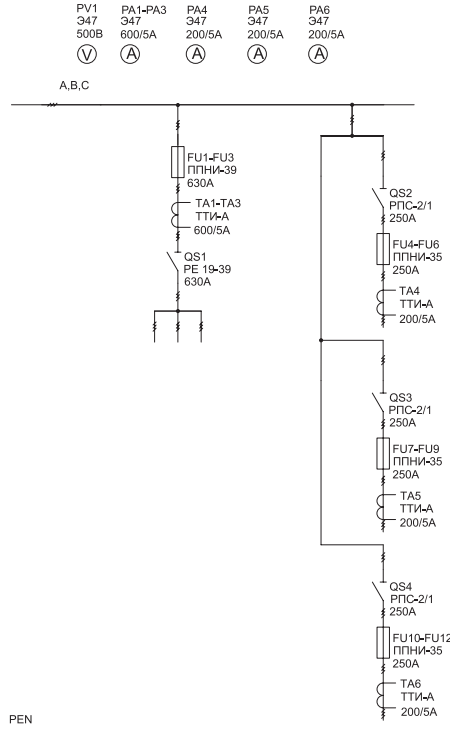 PV1
Э47
500В
V
PA1-PA3
Э47
600/5А
A
PA4
Э47
200/5А
A
PA5
Э47
200/5А
A
PA6
Э47
200/5А
A
A,B,C
FU1-FU3
ППНИ-39
630А
TA1-TA3
ТТИ-А
600/5А
QS1
РЕ 19-39
630А
QS2
РПС-2/1
250А
FU4-FU6
ППНИ-35
250А
TA4
ТТИ-А
200/5А
QS3
РПС-2/1
250А
FU7-FU9
ППНИ-35
250А
TA5
ТТИ-А
200/5А
QS4
РПС-2/1
250А
FU10-FU12
ППНИ-35
250А
TA6
ТТИ-А
200/5А
PEN